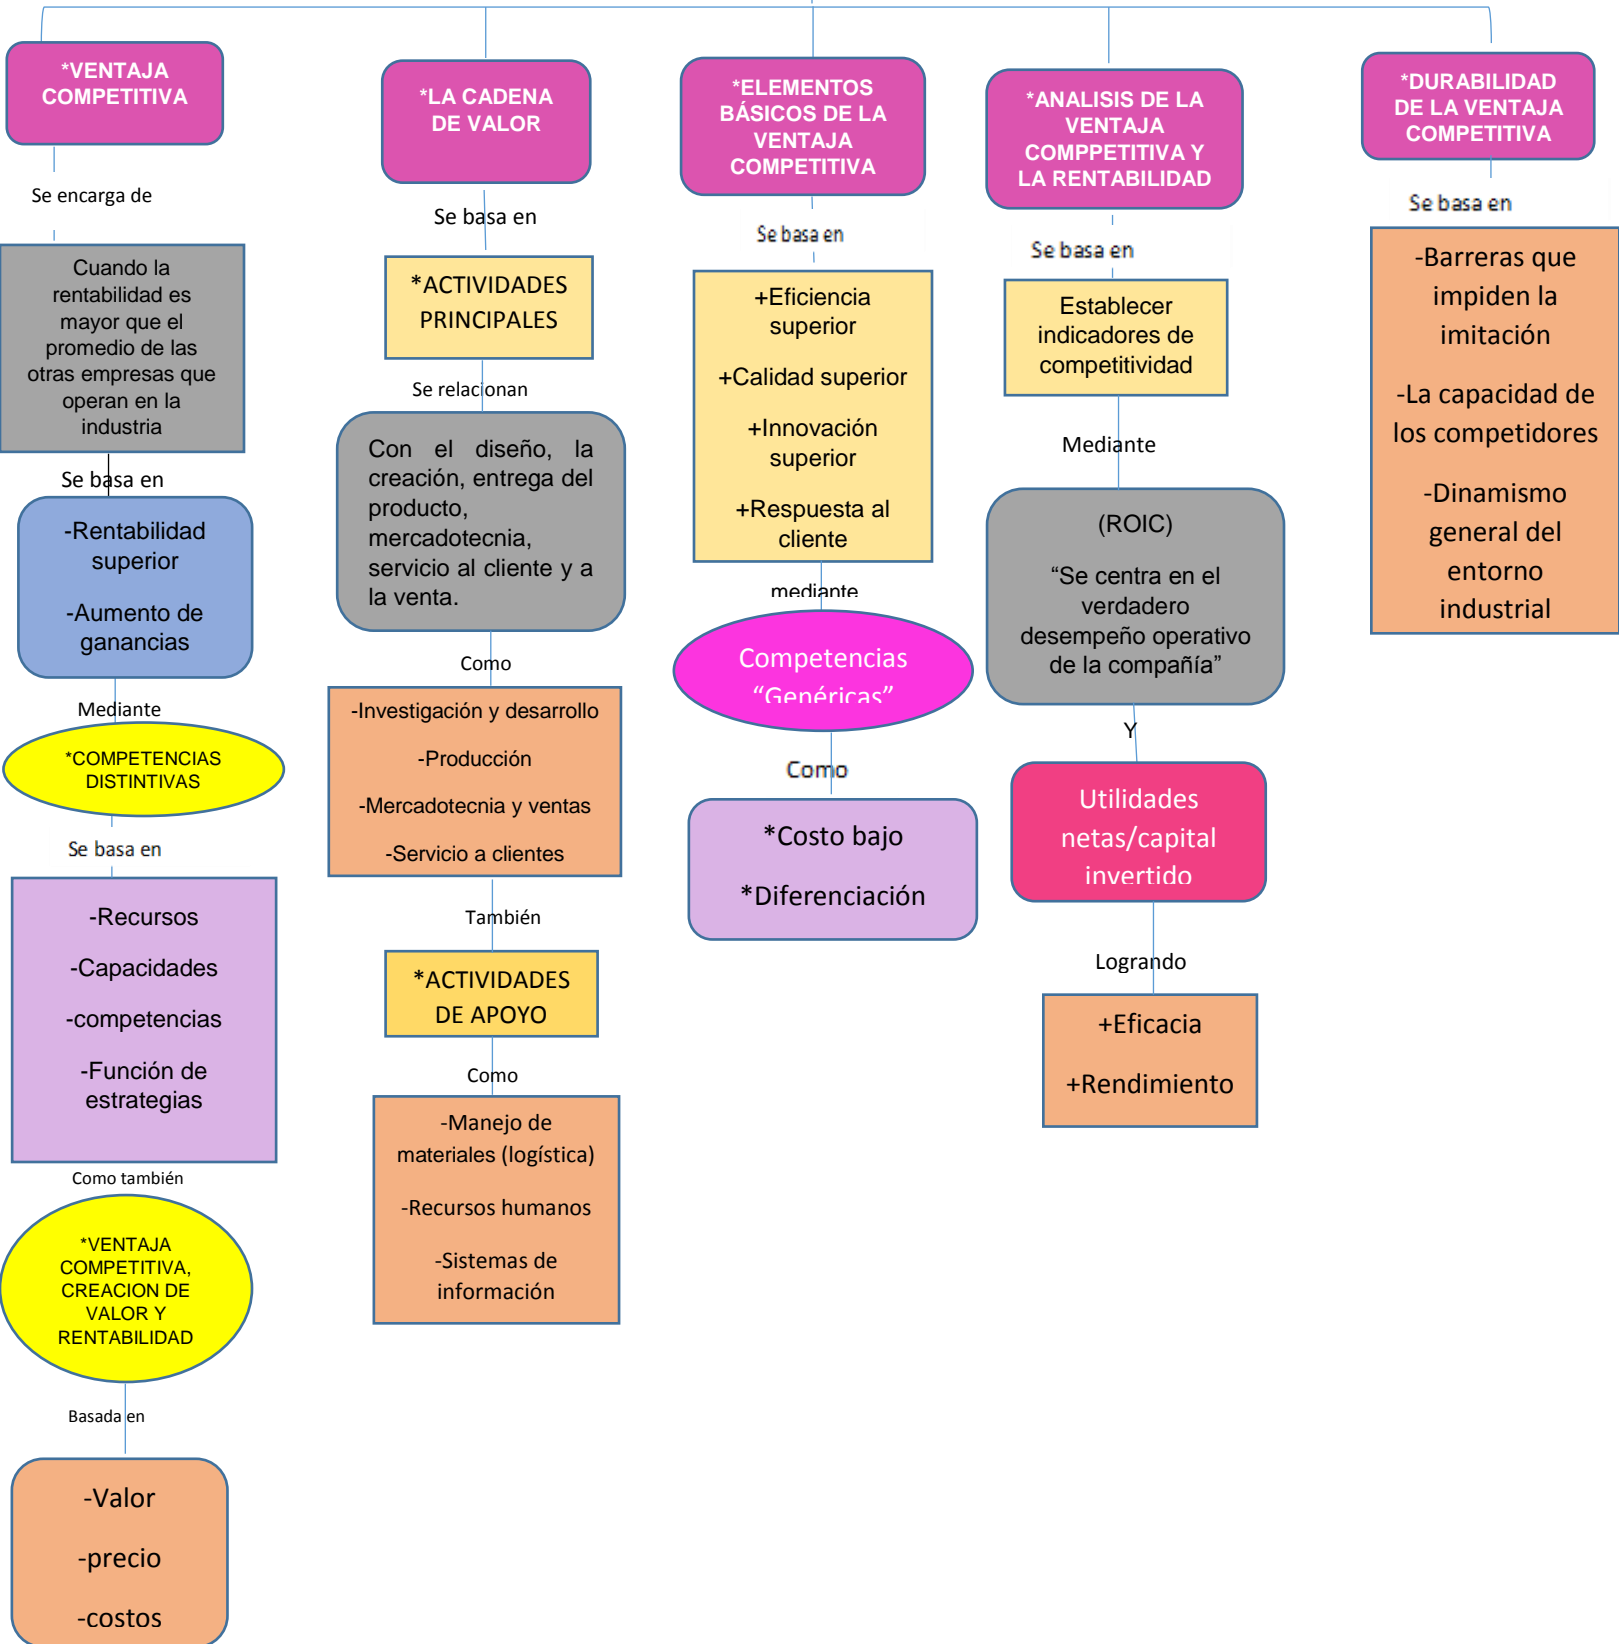 *VENTAJA
COMPETITIVA
Se encarga de
Cuando la
rentabilidad es
mayor que el
promedio de las
otras empresas que
operan en la
industria
Se basa en
-Rentabilidad
superior
-Aumento de
ganancias
Mediante
*COMPETENCIAS
DISTINTIVAS
Se basa en
-Recursos
-Capacidades
-competencias
-Función de
estrategias
Como también
*VENTAJA
COMPETITIVA,
CREACION DE
VALOR Y
RENTABILIDAD
Basada en
-Valor
-precio
-costos
*LA CADENA
DE VALOR
Se basa en
*ACTIVIDADES
PRINCIPALES
Se relacionan
Con el diseño, la
creación, entrega del
producto,
mercadotecnia,
servicio al cliente y a
la venta.
Como
-Investigación y desarrollo
-Producción
-Mercadotecnia y ventas
-Servicio a clientes
También
*ACTIVIDADES
DE APOYO
Como
-Manejo de
materiales (logística)
-Recursos humanos
-Sistemas de
información
*ELEMENTOS
BÁSICOS DE LA
VENTAJA
COMPETITIVA
Se basa en
+Eficiencia
superior
+Calidad superior
+Innovación
superior
+Respuesta al
cliente
mediante
Competencias
“Genéricas”
Como
*Costo bajo
*Diferenciación
*ANALISIS DE LA
VENTAJA
COMPPETITIVA Y
LA RENTABILIDAD
Se basa en
Establecer
indicadores de
competitividad
Mediante
(ROIC)
“Se centra en el
verdadero
desempeño operativo
de la compañía”
Y
Utilidades
netas/capital
invertido
Logrando
+Eficacia
+Rendimiento
*DURABILIDAD
DE LA VENTAJA
COMPETITIVA
Se basa en
-Barreras que
impiden la
imitación
-La capacidad de
los competidores
-Dinamismo
general del
entorno
industrial